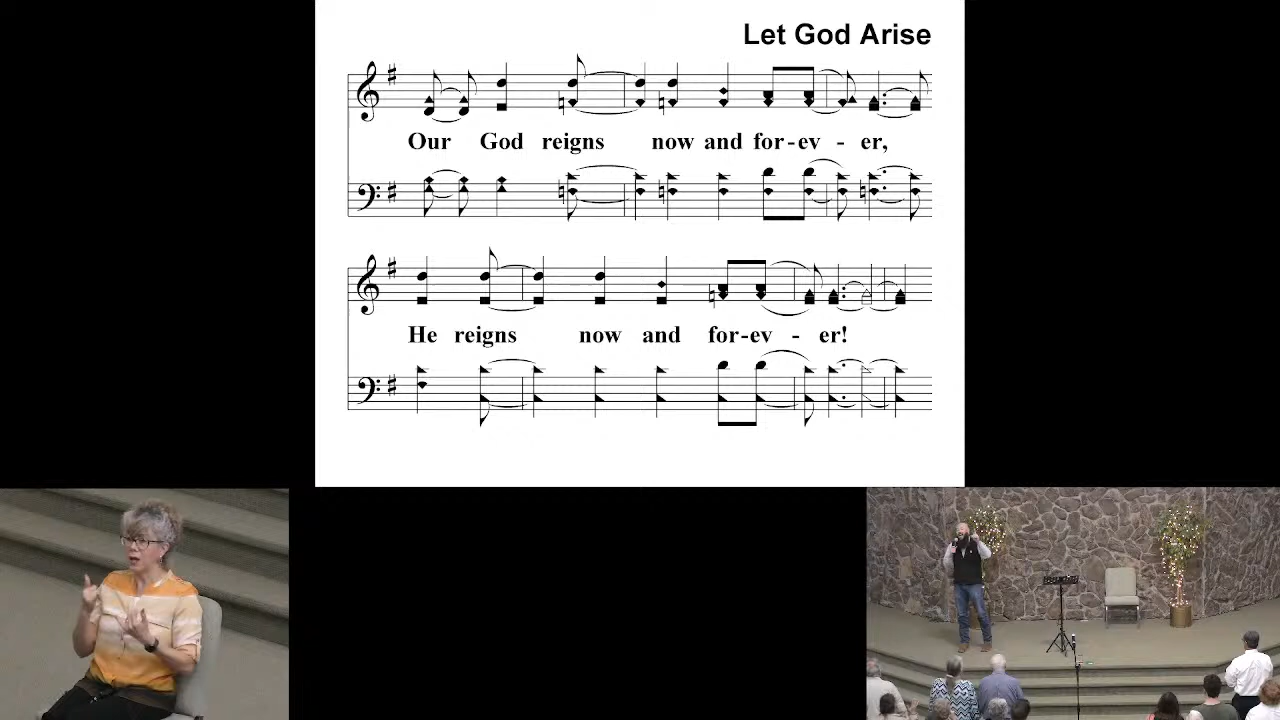 Let God Arise
Our God reigns now and for-ev - er,
He reigns now and for-ev - er!